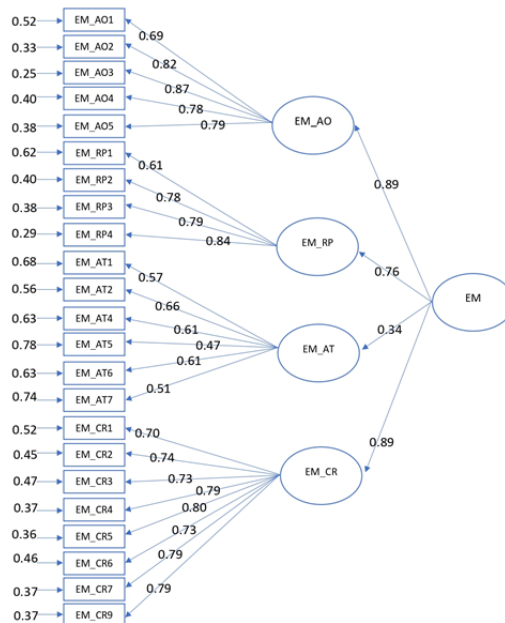 0.52 EM_AO1
0.33 EM_AO2
0.25 EM_AO3
0.40 EM_AO4
0.38 EM_AO5
0.69
0.82
0.87
0.78
0.79
EM_AO
0.62 EM_RP1
0.40 EM_RP2
0.38 EM_RP3
0.29 EM_RP4
0.61
0.78
0.79
0.84
EM_RP
0.68 EM_AT1
0.56 EM_AT2
0.63 EM_AT4
0.78 EM_AT5
0.63 EM_AT6
0.74 EM_AT7
0.57
0.66
0.61
0.47
0.61
0.51
EM_AT
0.52 EM_CR1
0.45 EM_CR2
0.47 EM_CR3
0.37 EM_CR4
0.36 EM_CR5
0.46 EM_CR6
0.37 EM_CR7
0.37 EM_CR9
0.70
0.74
0.73
0.79
0.80
0.73
0.79
0.79
EM_CR
0.89
0.76
0.34
0.89
EM